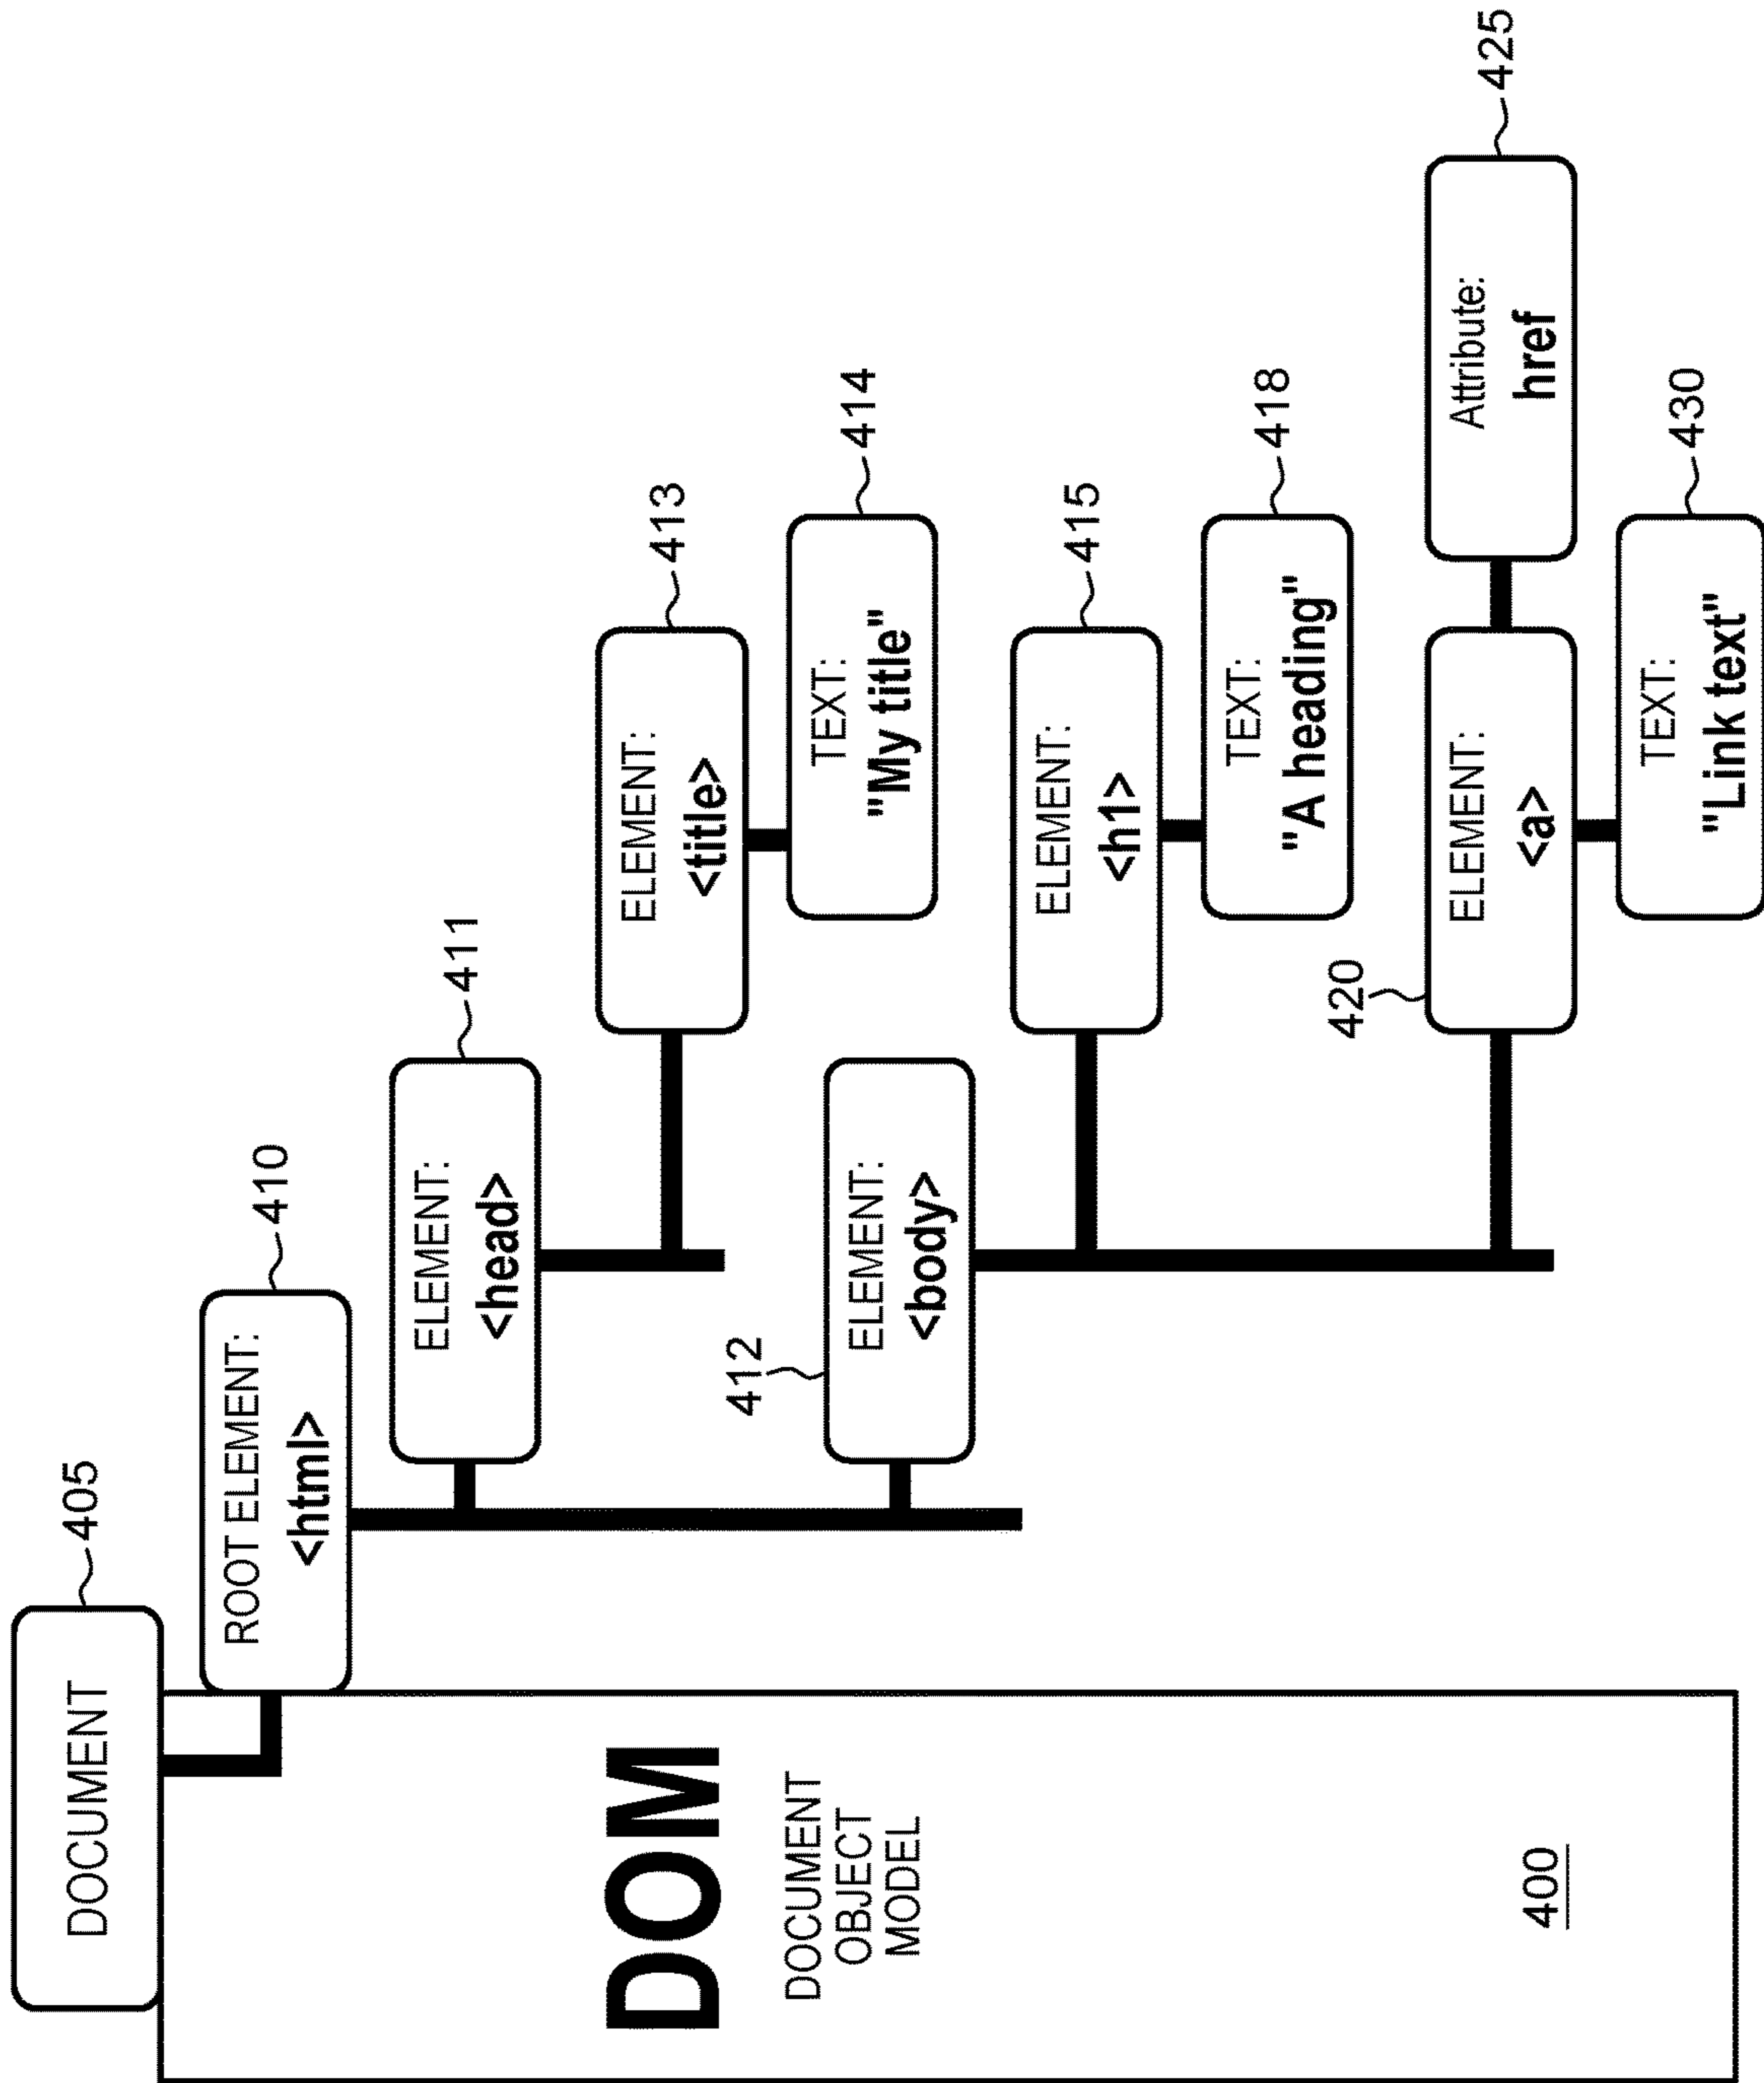 DOCUMENT
405
ROOT ELEMENT:
<html>
410
ELEMENT:
<head>
411
ELEMENT:
<title>
413
TEXT:
"My title"
414
412
ELEMENT:
<body>
ELEMENT:
<h1>
415
TEXT:
"A heading"
418
420
ELEMENT:
<a>
Attribute:
href
425
TEXT:
"Link text"
430
DOM
DOCUMENT
OBJECT
MODEL
400